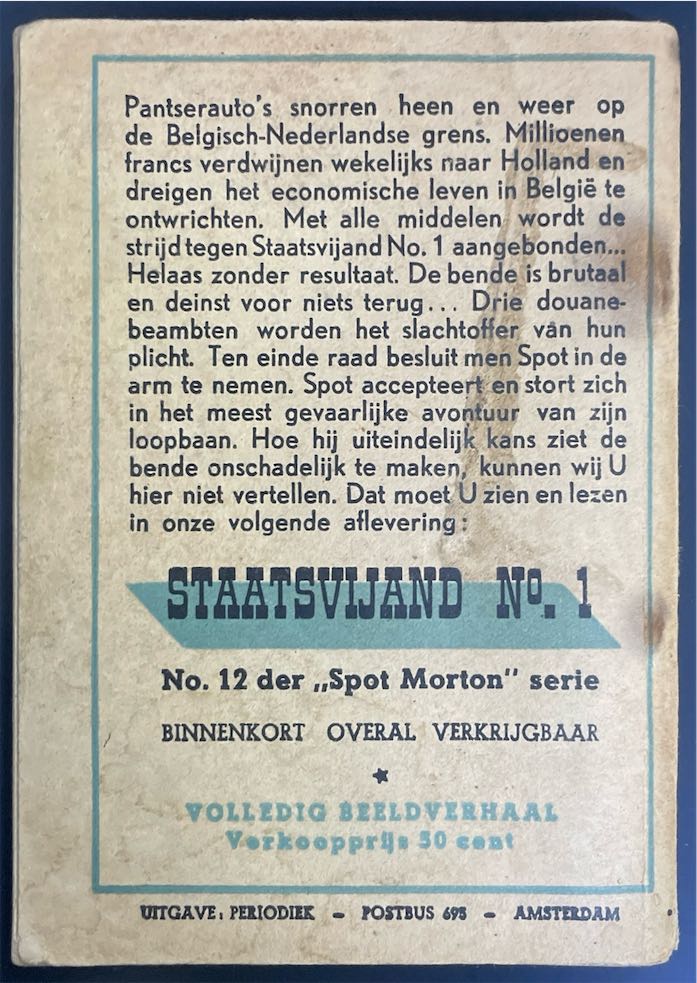 Pantserauto's snorren heen en weer op
de Belgisch-Nederlandse grens. Millioenen
francs verdwijnen wekelijks naar Holland en
dreigen het economische leven in België te
ontwrichten. Met alle middelen wordt de
strijd tegen Staatsvijand No. 1 aangebonden...
Helaas zonder resultaat. De bende is brutaal
en deinst voor niets terug... Drie douane-
beambten worden het slachtoffer van hun
plicht. Ten einde raad besluit men Spot in de
arm te nemen. Spot accepteert en stort zich
in het meest gevaarlijke avontuur van zijn
loopbaan. Hoe hij uiteindelijk kans ziet de
bende onschadelijk te maken, kunnen wij U
hier niet vertellen. Dat moet U zien en lezen
in onze volgende aflevering:
STAATSVIJAND No. 1
No. 12 der „Spot Morton" serie
BINNENKORT OVERAL VERKRIJGBAAR
VOLLEDIG BEELDVERHAAL
Verkoopprijs 50 cent
UITGAVE: PERIODIEK - POSTBUS 695 - AMSTERDAM